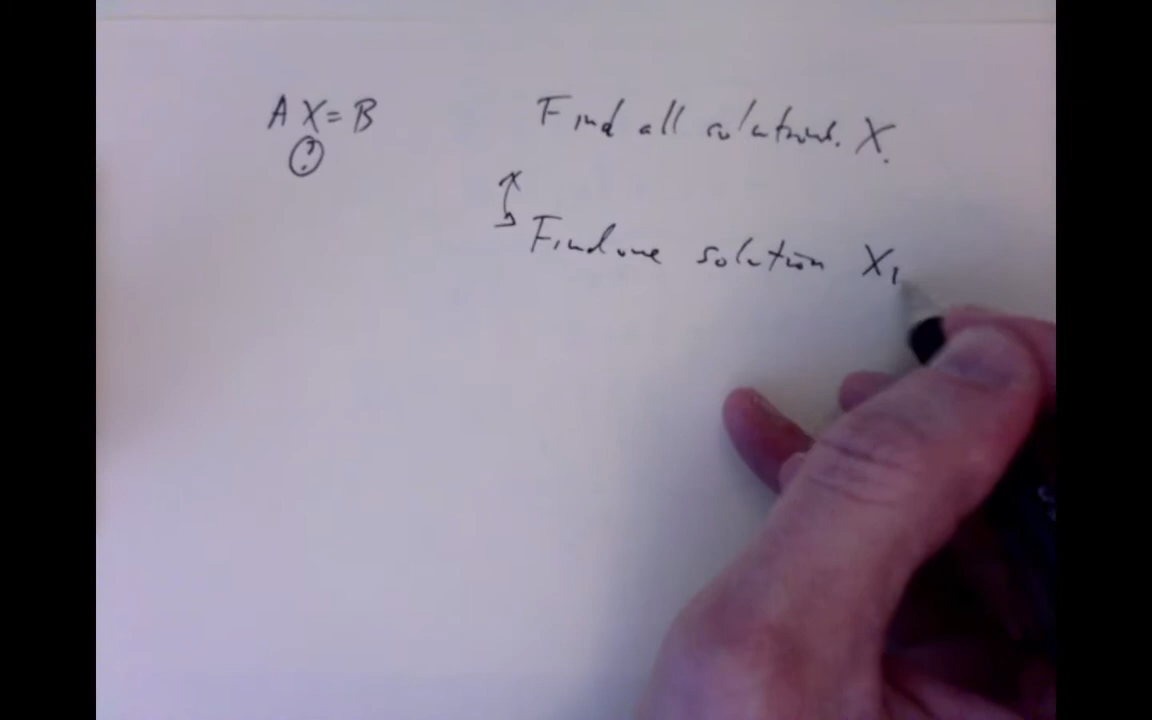 A X = B
Find all solutions. X.
?
Find one solution X₁